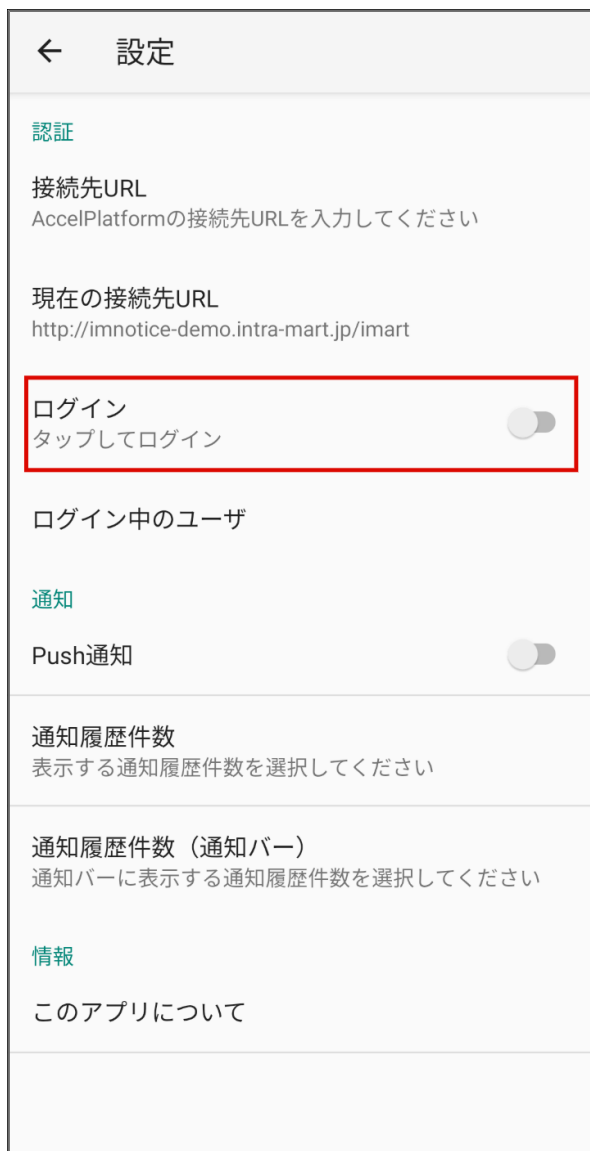 設定
認証
接続先URL
AccelPlatformの接続先URLを入力してください
現在の接続先URL
http://imnotice-demo.intra-mart.jp/imart
ログイン
タップしてログイン
ログイン中のユーザ
通知
Push通知
通知履歴件数
表示する通知履歴件数を選択してください
通知履歴件数（通知バー）
通知バーに表示する通知履歴件数を選択してください
情報
このアプリについて